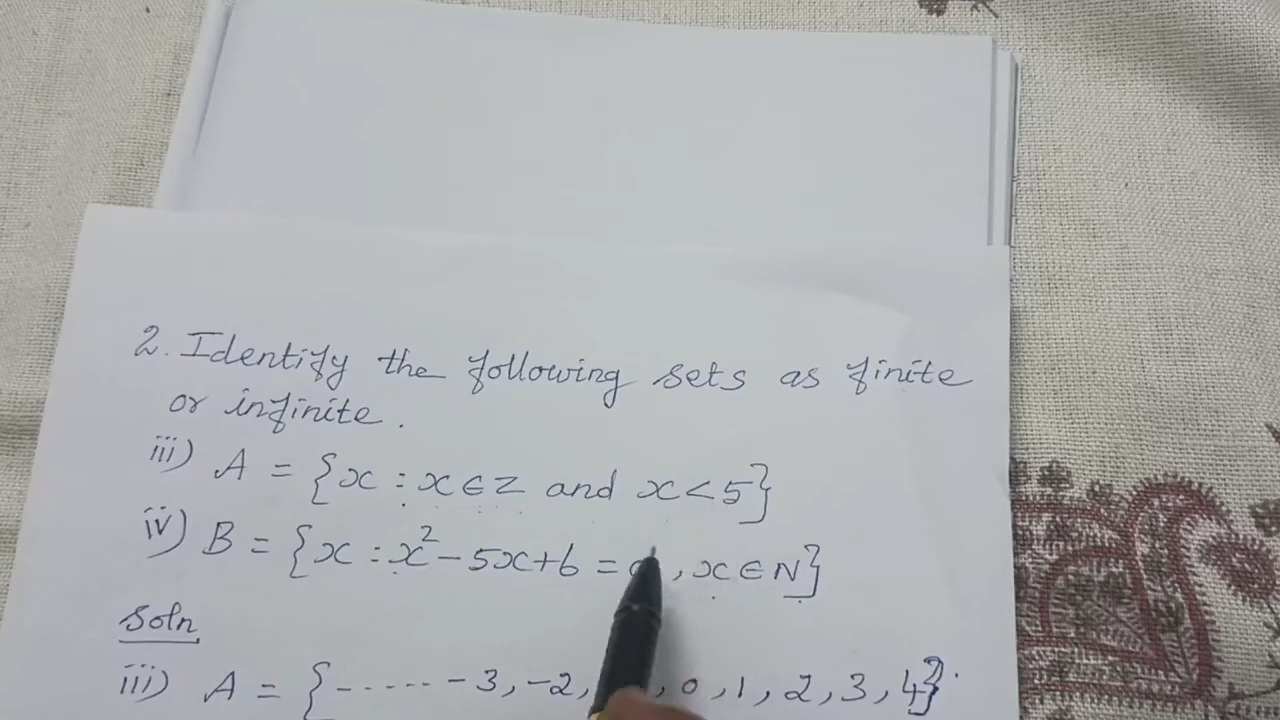 2. Identify the following sets as finite
or infinite.
iii) A = {x : x ∈ Z and x < 5}
iv) B = {x : x² - 5x + 6 = , x ∈ N}
Soln
iii) A = {------ -3, -2, , 0, 1, 2, 3, 4}.